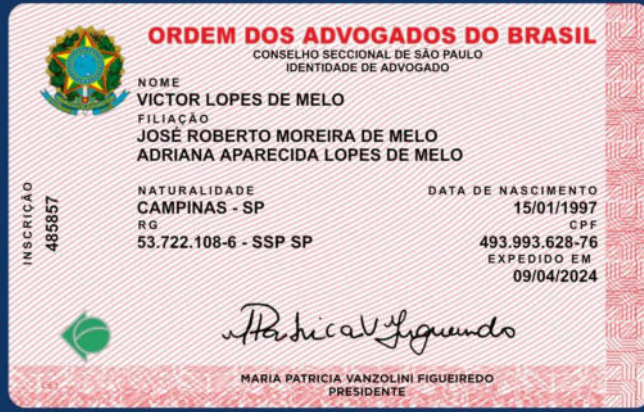 ORDEM DOS ADVOGADOS DO BRASIL
CONSELHO SECCIONAL DE SÃO PAULO
IDENTIDADE DE ADVOGADO
NOME
VICTOR LOPES DE MELO
FILIAÇÃO
JOSÉ ROBERTO MOREIRA DE MELO
ADRIANA APARECIDA LOPES DE MELO
NATURALIDADE
CAMPINAS - SP
DATA DE NASCIMENTO
15/01/1997
RG
53.722.108-6 - SSP SP
CPF
493.993.628-76
EXPEDIDO EM
09/04/2024
INSCRIÇÃO
485857
MARIA PATRICIA VANZOLINI FIGUEIREDO
PRESIDENTE